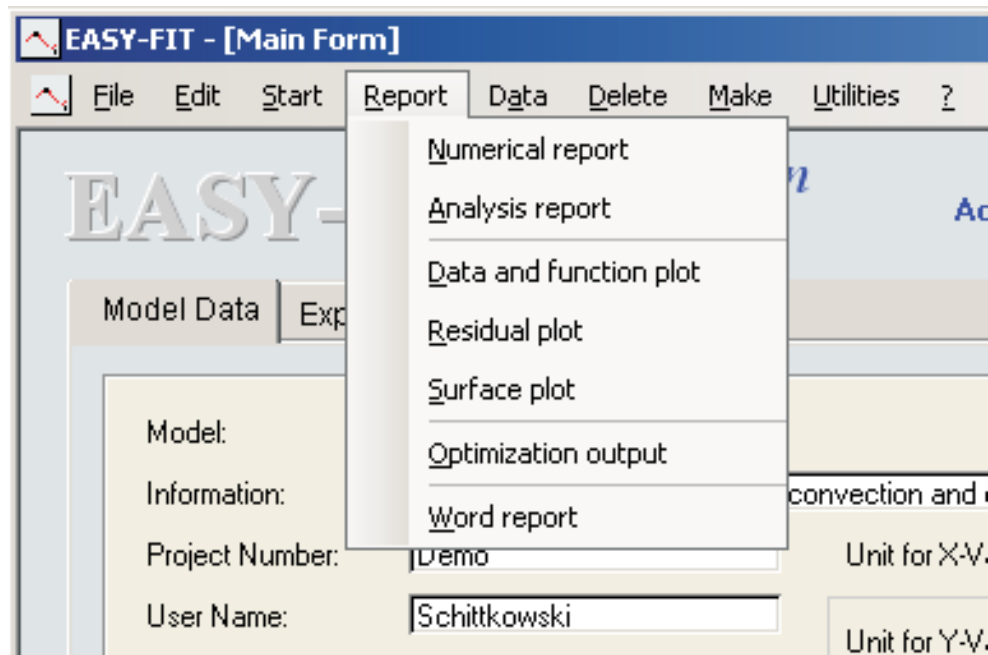 EASY-FIT - [Main Form]
File Edit Start Report Data Delete Make Utilities ?
Numerical report
Analysis report
Data and function plot
Residual plot
Surface plot
Optimization output
Word report
EASY-
Model Data
Model:
Information: convection and
Project Number: Demo Unit for X-V
User Name: Schittkowski
Unit for Y-V